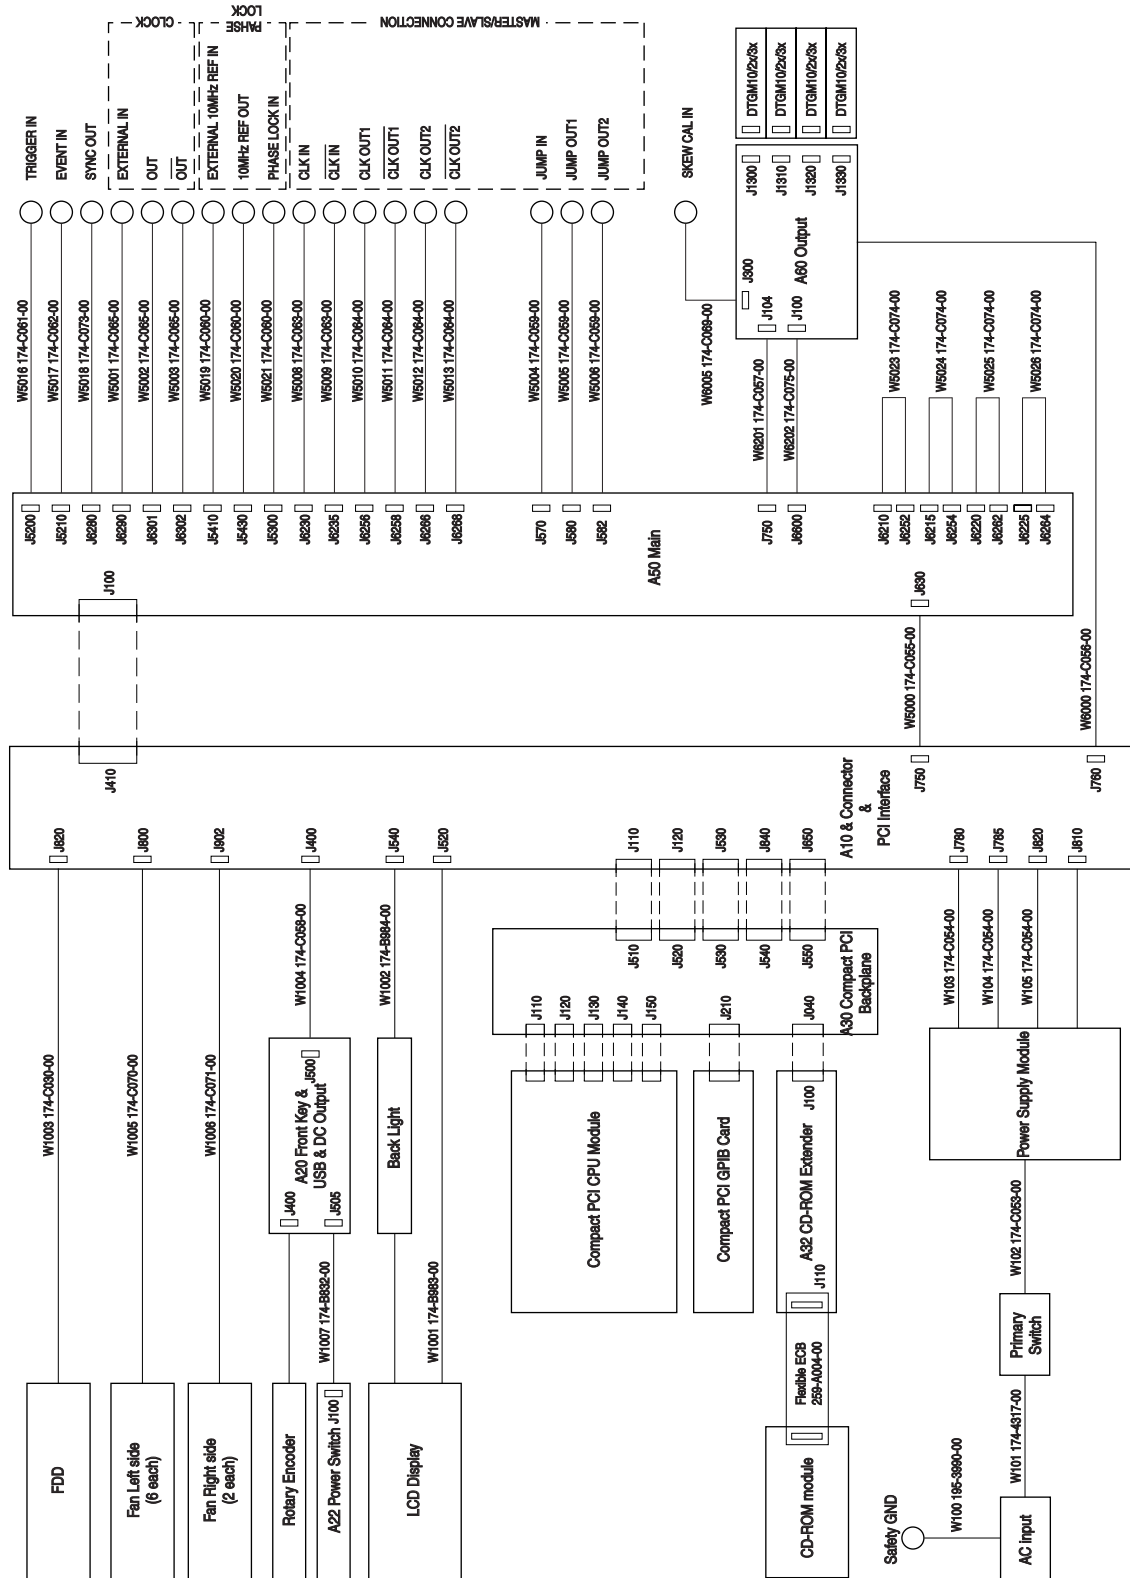 FDD
Fan Left side
(6 each)
Fan Right side
(2 each)
Rotary Encoder
A22 Power Switch J100
LCD Display
CD-ROM module
Safety GND
AC input
W1003 174-C030-00
W1005 174-C070-00
W1006 174-C071-00
W1007 174-B832-00
W1001 174-B983-00
J400
J505
A20 Front Key &
USB & DC Output
J500
W1004 174-C058-00
Back Light
W1002 174-B984-00
Compact PCI CPU Module
Compact PCI GPIB Card
A32 CD-ROM Extender
J110
J100
Flexible ECB
259-A004-00
W100 195-3990-00
W101 174-4317-00
Primary
Switch
W102 174-C053-00
Power Supply Module
W103 174-C054-00
W104 174-C054-00
W105 174-C054-00
J110
J120
J130
J140
J150
J210
J040
A30 Compact PCI
Backplane
J510
J520
J530
J540
J550
J820
J800
J902
J400
J540
J520
J110
J120
J530
J840
J650
J780
J785
J820
J810
J410
A10 & Connector
&
PCI Interface
J750
J760
W5000 174-C055-00
W6000 174-C056-00
J100
J630
A50 Main
J5200
J5210
J6280
J6290
J6301
J6302
J5410
J5430
J5300
J6230
J6235
J6256
J6258
J6266
J6268
J570
J580
J582
J750
J6600
J6210
J6252
J6215
J6254
J6220
J6262
J6225
J6264
W5016 174-C061-00
W5017 174-C062-00
W5018 174-C073-00
W5001 174-C065-00
W5002 174-C065-00
W5003 174-C065-00
W5019 174-C060-00
W5020 174-C060-00
W5021 174-C060-00
W5008 174-C063-00
W5009 174-C063-00
W5010 174-C064-00
W5011 174-C064-00
W5012 174-C064-00
W5013 174-C064-00
W5004 174-C059-00
W5005 174-C059-00
W5006 174-C059-00
W6005 174-C069-00
W6201 174-C057-00
W6202 174-C075-00
W5023 174-C074-00
W5024 174-C074-00
W5025 174-C074-00
W5026 174-C074-00
TRIGGER IN
EVENT IN
SYNC OUT
EXTERNAL IN
OUT
OUT
EXTERNAL 10MHz REF IN
10MHz REF OUT
PHASE LOCK IN
CLK IN
CLK IN
CLK OUT1
CLK OUT1
CLK OUT2
CLK OUT2
JUMP IN
JUMP OUT1
JUMP OUT2
SKEW CAL IN
CLOCK
PAHSE
LOCK
MASTER/SLAVE CONNECTION
J300
J104
J100
A60 Output
J1300
J1310
J1320
J1330
DTGM10/2x/3x
DTGM10/2x/3x
DTGM10/2x/3x
DTGM10/2x/3x